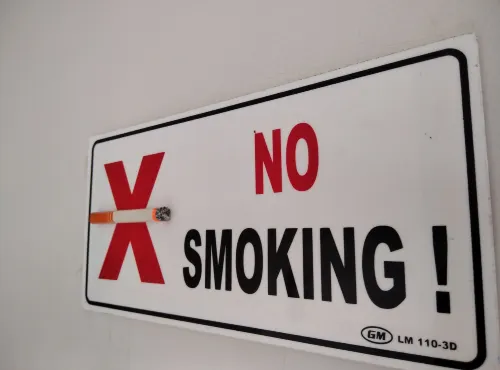 X
NO
SMOKING !
GM LM 110-3D